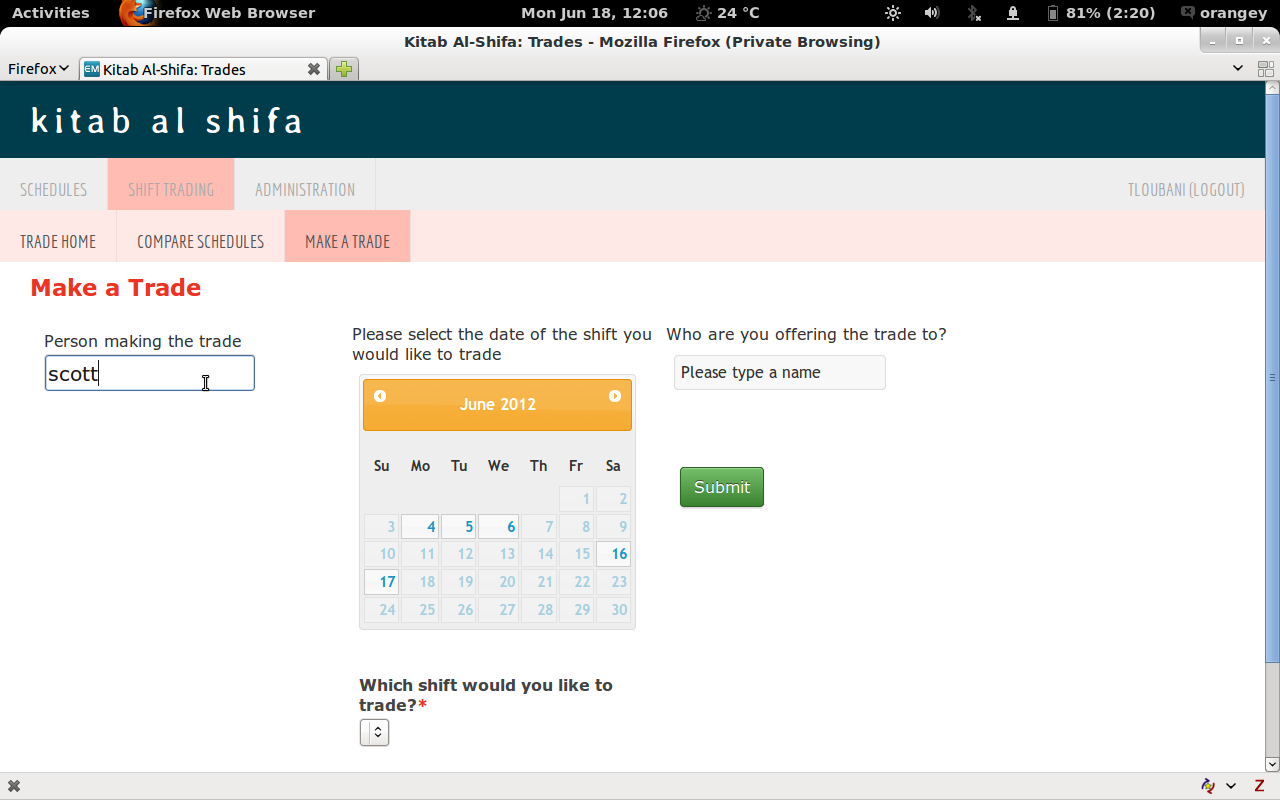 Activities Firefox Web Browser Mon Jun 18, 12:06 24 °C 81% (2:20) orangey
Kitab Al-Shifa: Trades - Mozilla Firefox (Private Browsing)
Firefox EM Kitab Al-Shifa: Trades
kitab al shifa
SCHEDULES SHIFT TRADING ADMINISTRATION TLOUBANI (LOGOUT)
TRADE HOME COMPARE SCHEDULES MAKE A TRADE
Make a Trade
Person making the trade
scott
Please select the date of the shift you
would like to trade
June 2012
Su Mo Tu We Th Fr Sa
1 2
3 4 5 6 7 8 9
10 11 12 13 14 15 16
17 18 19 20 21 22 23
24 25 26 27 28 29 30
Which shift would you like to
trade?*
Who are you offering the trade to?
Please type a name
Submit
Z